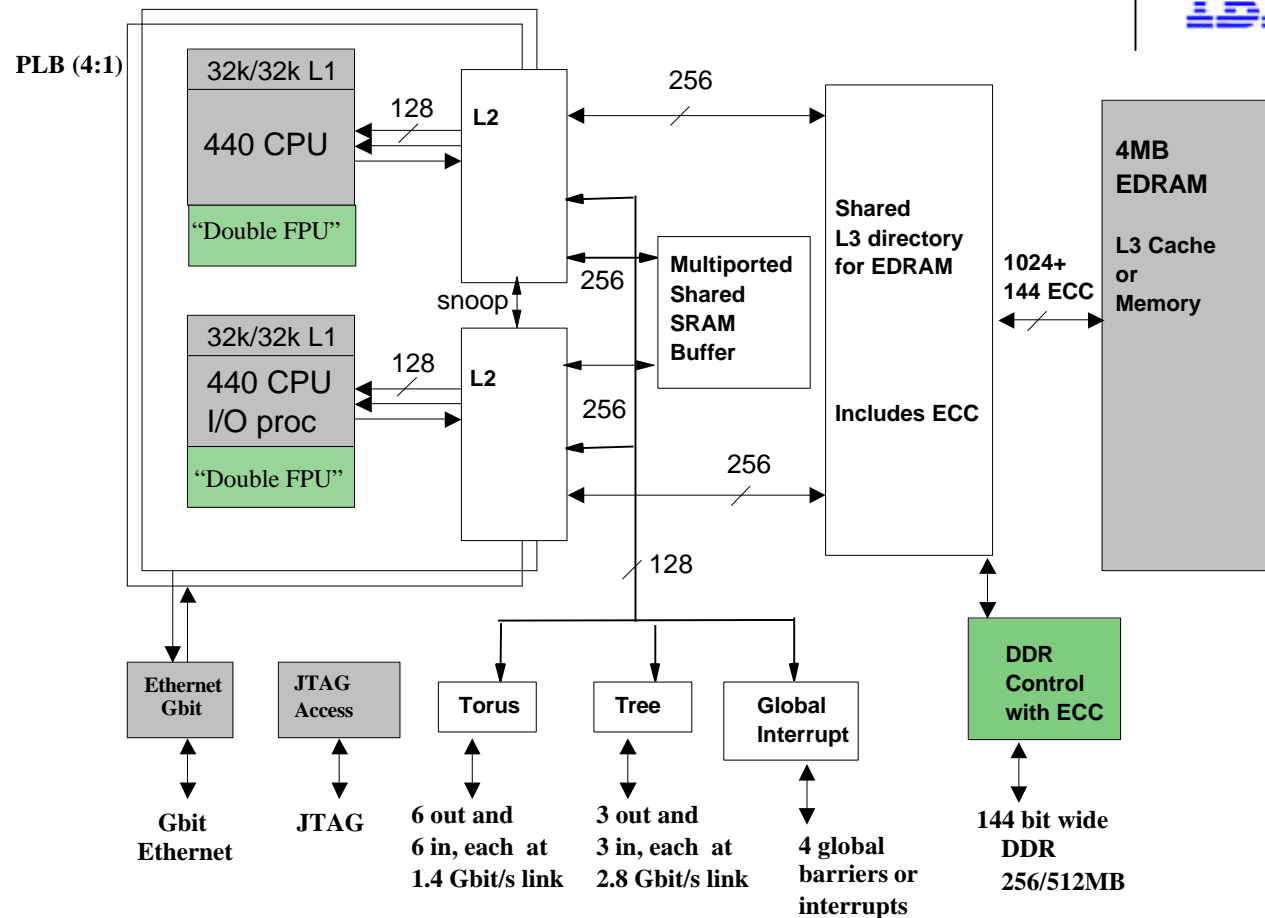 PLB (4:1)
32k/32k L1
440 CPU
“Double FPU”
128
L2
256
snoop
32k/32k L1
440 CPU
I/O proc
“Double FPU”
128
L2
256
256
256
Multiported
Shared
SRAM
Buffer
Shared
L3 directory
for EDRAM
Includes ECC
1024+
144 ECC
4MB
EDRAM
L3 Cache
or
Memory
128
Ethernet
Gbit
JTAG
Access
Torus
Tree
Global
Interrupt
DDR
Control
with ECC
Gbit
Ethernet
JTAG
6 out and
6 in, each at
1.4 Gbit/s link
3 out and
3 in, each at
2.8 Gbit/s link
4 global
barriers or
interrupts
144 bit wide
DDR
256/512MB